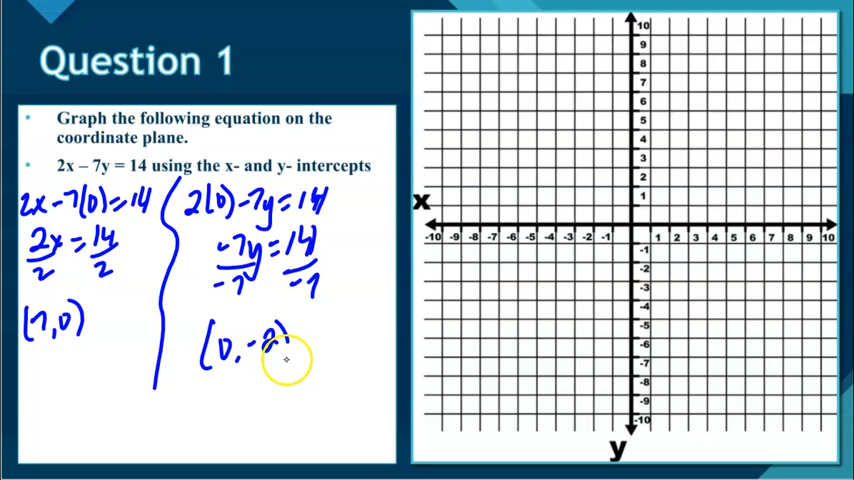 Question 1
• Graph the following equation on the
coordinate plane.
• 2x – 7y = 14 using the x- and y- intercepts
2x-7(0)=14
2x = 14
2 2
(7,0)
2(0)-7y=14
-7y=14
-7 -7
(0,-2)
10
9
8
7
6
5
4
3
2
1
x
-10 -9 -8 -7 -6 -5 -4 -3 -2 -1 1 2 3 4 5 6 7 8 9 10
-1
-2
-3
-4
-5
-6
-7
-8
-9
-10
y